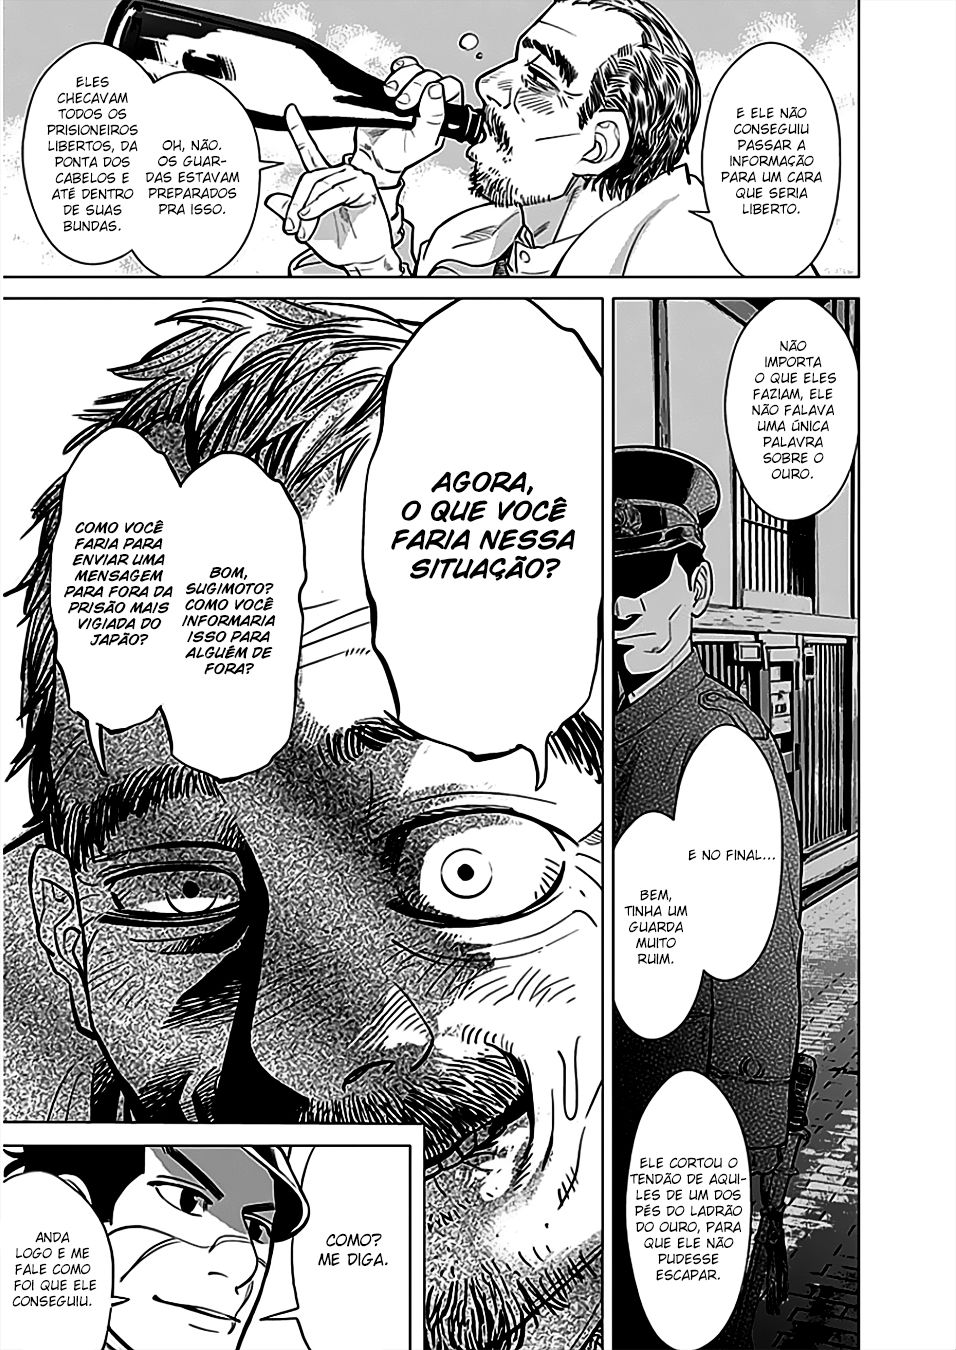 E ELE NÃO
CONSEGUIU
PASSAR A
INFORMAÇÃO
PARA UM CARA
QUE SERIA
LIBERTO.
OH, NÃO.
OS GUAR-
DAS ESTAVAM
PREPARADOS
PRA ISSO.
ELES
CHECAVAM
TODOS OS
PRISIONEIROS
LIBERTOS, DA
PONTA DOS
CABELOS E
ATÉ DENTRO
DE SUAS
BUNDAS.
NÃO
IMPORTA
O QUE ELES
FAZIAM, ELE
NÃO FALAVA
UMA ÚNICA
PALAVRA
SOBRE O
OURO.
E NO FINAL...
BEM,
TINHA UM
GUARDA
MUITO
RUIM.
ELE CORTOU O
TENDÃO DE AQUI-
LES DE UM DOS
PÉS DO LADRÃO
DO OURO, PARA
QUE ELE NÃO
PUDESSE
ESCAPAR.
AGORA,
O QUE VOCÊ
FARIA NESSA
SITUAÇÃO?
BOM,
SUGIMOTO?
COMO VOCÊ
INFORMARIA
ISSO PARA
ALGUÉM DE
FORA?
COMO VOCÊ
FARIA PARA
ENVIAR UMA
MENSAGEM
PARA FORA DA
PRISÃO MAIS
VIGIADA DO
JAPÃO?
COMO?
ME DIGA.
ANDA
LOGO E ME
FALE COMO
FOI QUE ELE
CONSEGUIU.